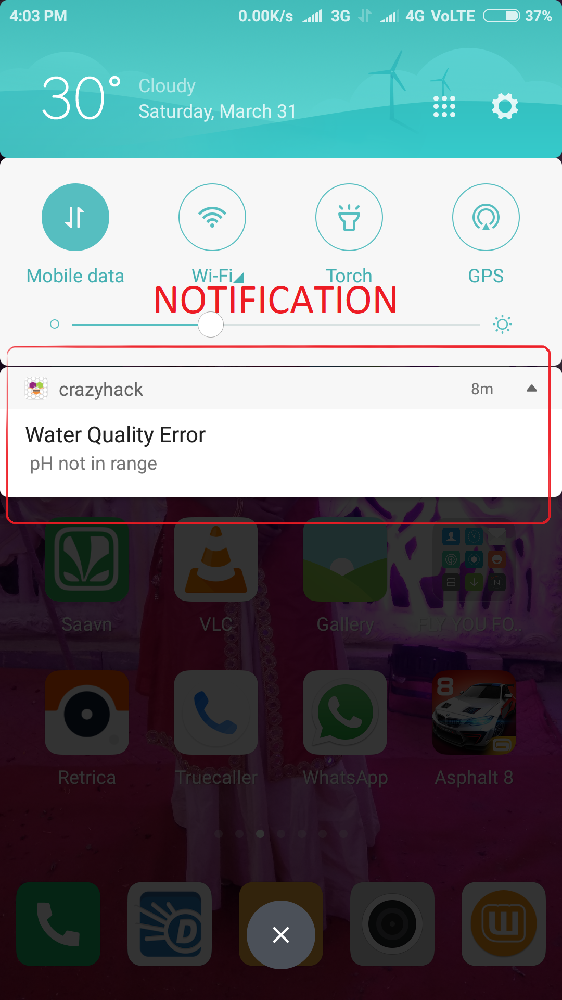 4:03 PM 0.00K/s 3G 4G VoLTE 37%
30° Cloudy
Saturday, March 31
Mobile data Wi-Fi Torch GPS
NOTIFICATION
crazyhack 8m
Water Quality Error
pH not in range
Saavn VLC Gallery FLY YOU FO..
8
Retrica Truecaller WhatsApp Asphalt 8
D